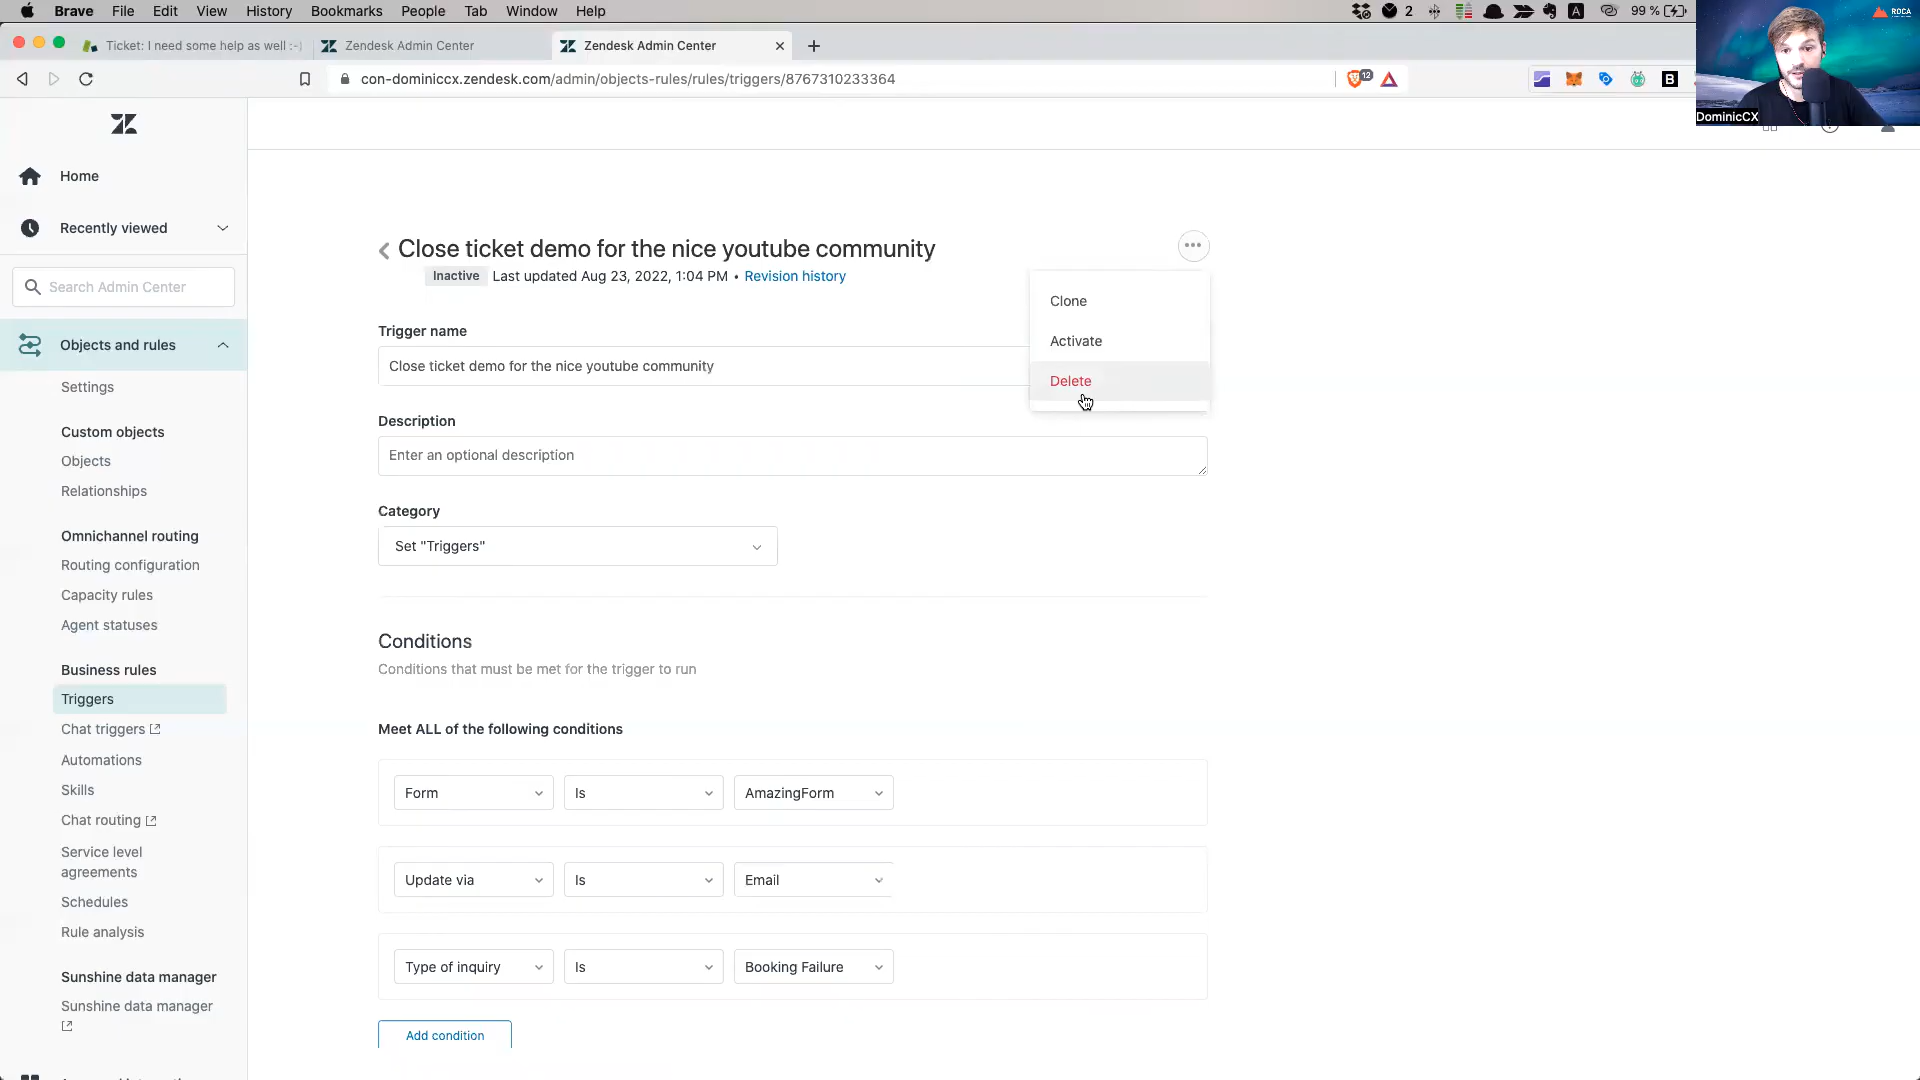 Brave File Edit View History Bookmarks People Tab Window Help 2 A 99 %
ROCA
Ticket: I need some help as well :-)
Zendesk Admin Center
Zendesk Admin Center
con-dominiccx.zendesk.com/admin/objects-rules/rules/triggers/8767310233364
12
B
DominicCX
Home
Recently viewed
Search Admin Center
Objects and rules
Settings
Custom objects
Objects
Relationships
Omnichannel routing
Routing configuration
Capacity rules
Agent statuses
Business rules
Triggers
Chat triggers
Automations
Skills
Chat routing
Service level
agreements
Schedules
Rule analysis
Sunshine data manager
Sunshine data manager
Close ticket demo for the nice youtube community
Inactive Last updated Aug 23, 2022, 1:04 PM • Revision history
Clone
Activate
Delete
Trigger name
Close ticket demo for the nice youtube community
Description
Enter an optional description
Category
Set "Triggers"
Conditions
Conditions that must be met for the trigger to run
Meet ALL of the following conditions
Form Is AmazingForm
Update via Is Email
Type of inquiry Is Booking Failure
Add condition